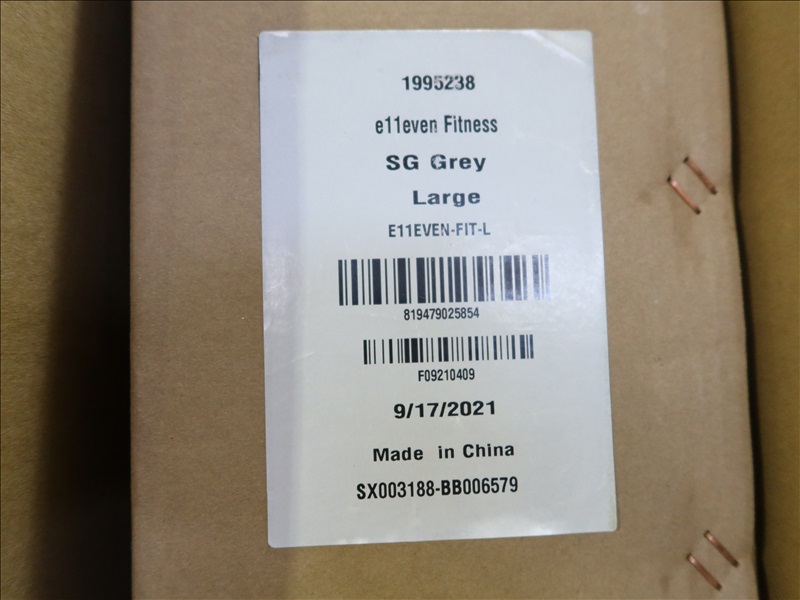 1995238
e11even Fitness
SG Grey
Large
E11EVEN-FIT-L
819479025854
F09210409
9/17/2021
Made in China
SX003188-BB006579